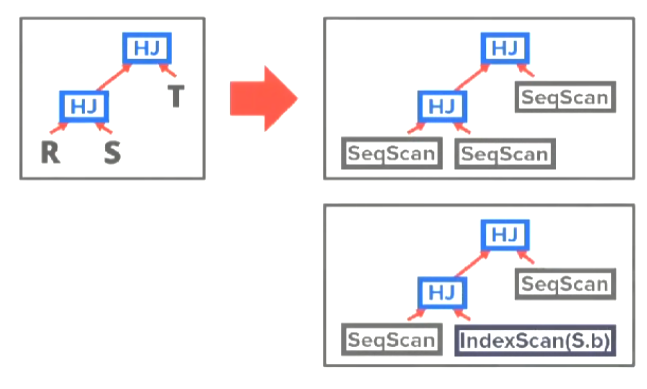 HJ
HJ
T
R S
HJ
HJ
SeqScan
SeqScan SeqScan
HJ
HJ
SeqScan
SeqScan IndexScan(S.b)